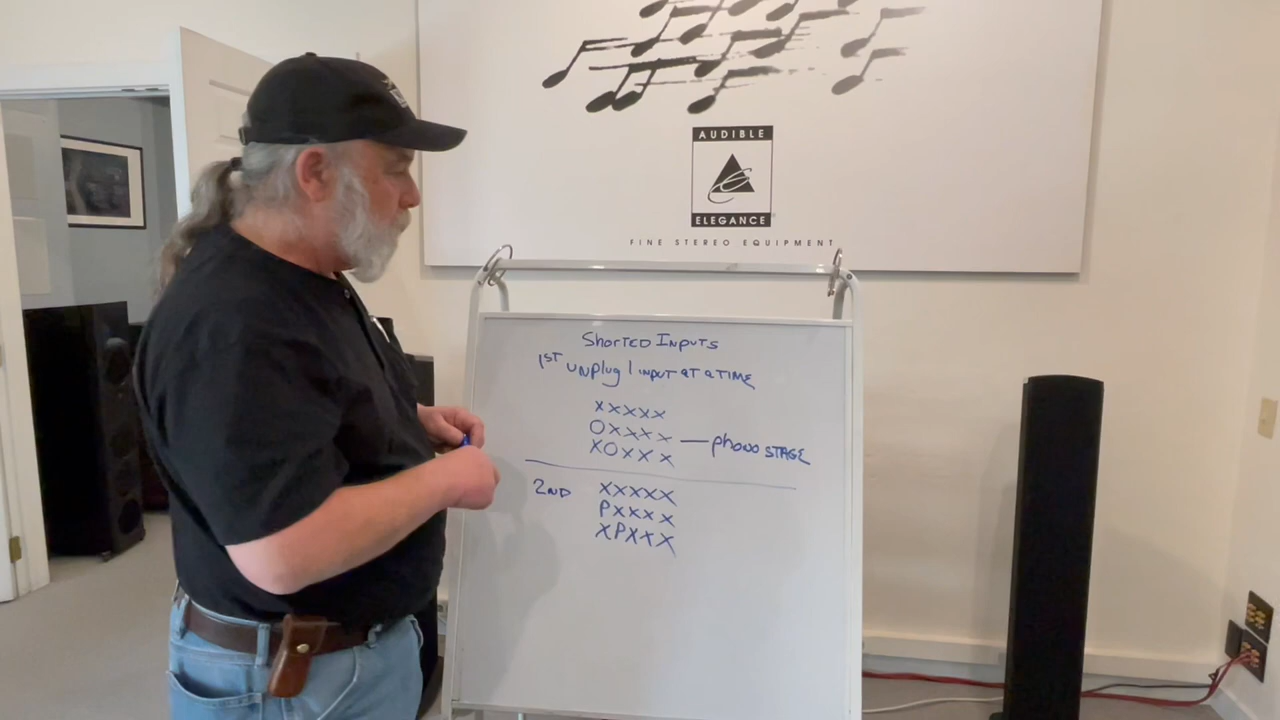 AUDIBLE
ELEGANCE
FINE STEREO EQUIPMENT
Shorted Inputs
1ST unplug 1 input at a time
XXXXX
OXXXX — phono STAGE
XOXXX
2ND XXXXX
PXXXX
XPXXX